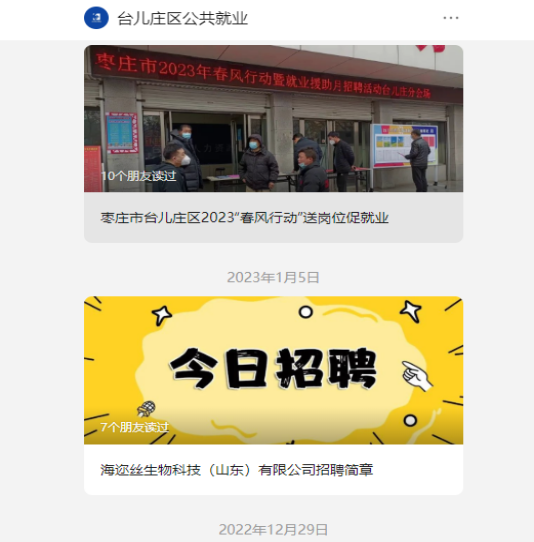 台儿庄区公共就业
枣庄市2023年春风行动暨就业援助月招聘活动台儿庄分会场
10个朋友读过
枣庄市台儿庄区2023“春风行动”送岗位促就业
2023年1月5日
今日招聘
7个朋友读过
海迩丝生物科技（山东）有限公司招聘简章
2022年12月29日